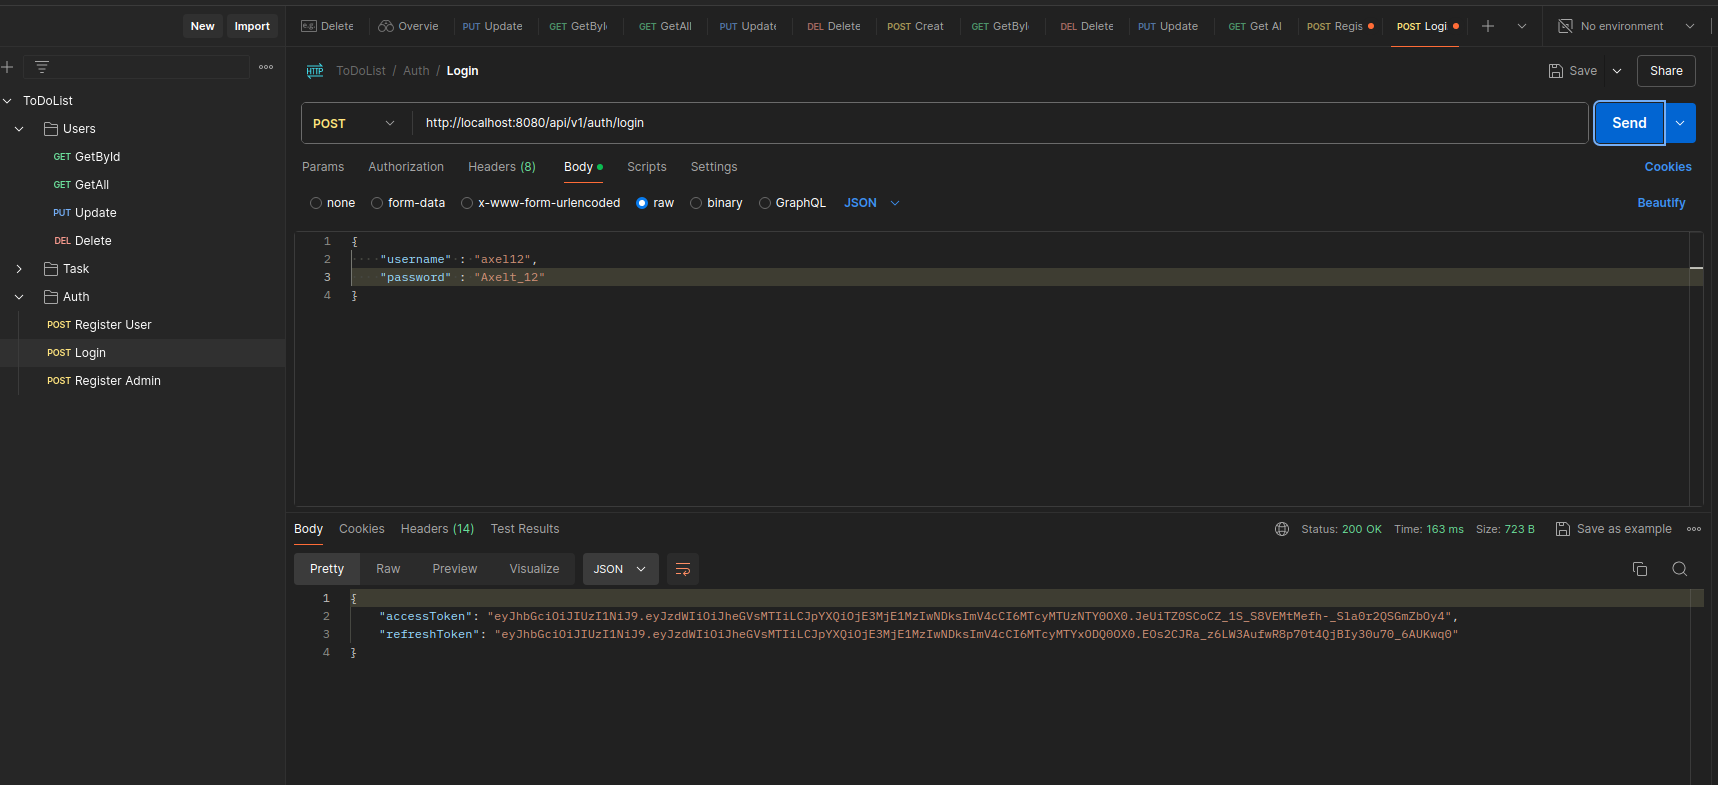 New Import
Delete Overvie PUT Update GET GetByI GET GetAll PUT Update DEL Delete POST Creat GET GetByI DEL Delete PUT Update GET Get Al POST Regis POST Logi No environment
ToDoList / Auth / Login Save Share
ToDoList
Users
GET GetById
GET GetAll
PUT Update
DEL Delete
Task
Auth
POST Register User
POST Login
POST Register Admin
POST http://localhost:8080/api/v1/auth/login Send
Params Authorization Headers (8) Body Scripts Settings Cookies
none form-data x-www-form-urlencoded raw binary GraphQL JSON Beautify
1 {
2 "username" : "axel12",
3 "password" : "Axelt_12"
4 }
Body Cookies Headers (14) Test Results Status: 200 OK Time: 163 ms Size: 723 B Save as example
Pretty Raw Preview Visualize JSON
1 {
2 "accessToken": "eyJhbGciOiJIUzI1NiJ9.eyJzdWIiOiJheGVsMTIiLCJpYXQiOjE3MjE1MzIwNDksImV4cCI6MTcyMTUzNTY0OX0.JeUiTZ0SCoCZ_1S_S8VEMtMefh-_Sla0r2QSGmZbOy4",
3 "refreshToken": "eyJhbGciOiJIUzI1NiJ9.eyJzdWIiOiJheGVsMTIiLCJpYXQiOjE3MjE1MzIwNDksImV4cCI6MTcyMTYxODQ0OX0.EOs2CJRa_z6LW3AufwR8p70t4QjBIy30u70_6AUKwq0"
4 }